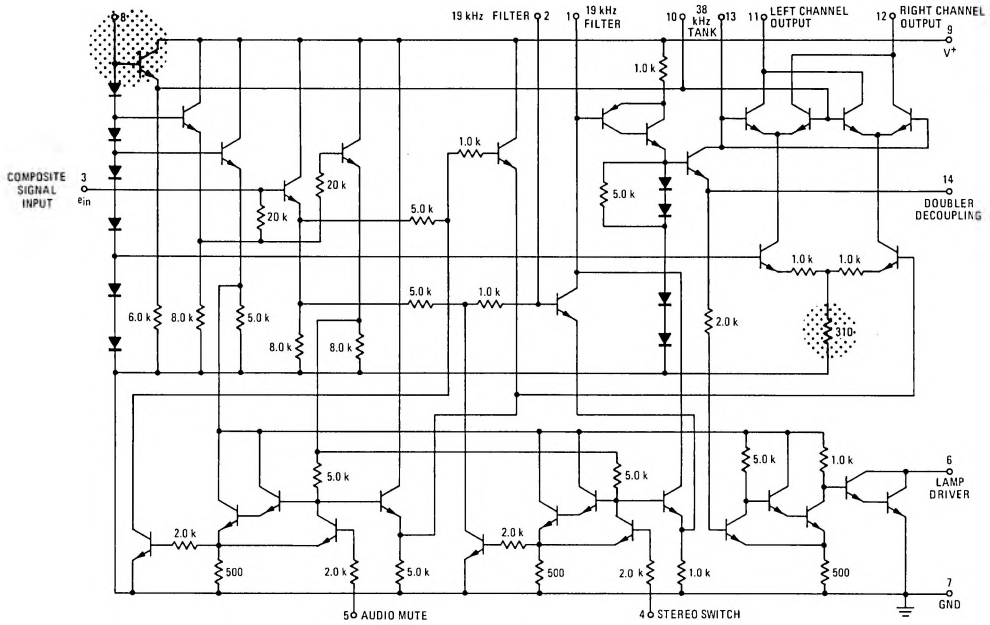 8
19 kHz FILTER 2
1 19 kHz FILTER
10 38 kHz TANK 13
LEFT CHANNEL OUTPUT
11
RIGHT CHANNEL OUTPUT
12
9
V+
1.0 k
COMPOSITE SIGNAL INPUT
3
ein
1.0 k
20 k
20 k
5.0 k
5.0 k
14
DOUBLER DECOUPLING
1.0 k
1.0 k
5.0 k
1.0 k
6.0 k
8.0 k
5.0 k
8.0 k
8.0 k
2.0 k
310
5.0 k
5.0 k
5.0 k
1.0 k
6
LAMP DRIVER
2.0 k
2.0 k
500
2.0 k
5.0 k
500
2.0 k
1.0 k
500
7
GND
5 AUDIO MUTE
4 STEREO SWITCH